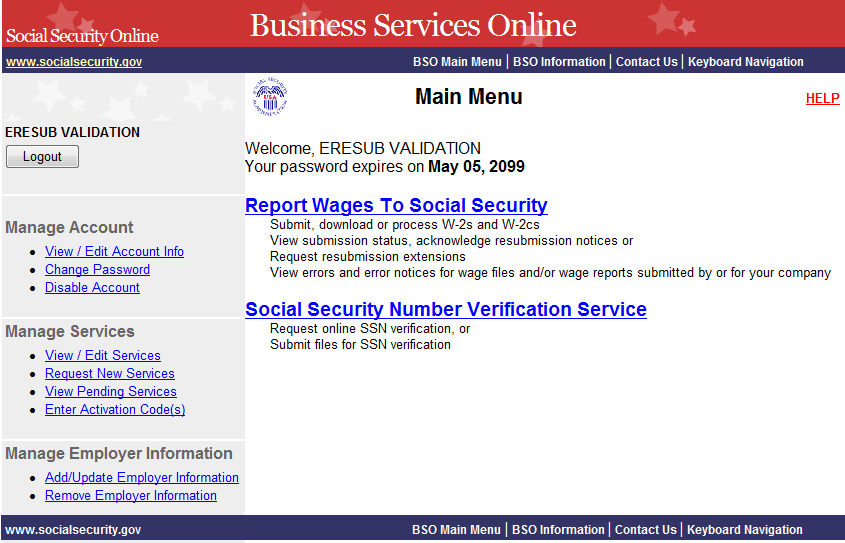 Social Security Online
Business Services Online
www.socialsecurity.gov
BSO Main Menu | BSO Information | Contact Us | Keyboard Navigation
ERESUB VALIDATION
Logout
Manage Account
View / Edit Account Info
Change Password
Disable Account
Manage Services
View / Edit Services
Request New Services
View Pending Services
Enter Activation Code(s)
Manage Employer Information
Add/Update Employer Information
Remove Employer Information
USA
Main Menu
HELP
Welcome, ERESUB VALIDATION
Your password expires on May 05, 2099
Report Wages To Social Security
Submit, download or process W-2s and W-2cs
View submission status, acknowledge resubmission notices or
Request resubmission extensions
View errors and error notices for wage files and/or wage reports submitted by or for your company
Social Security Number Verification Service
Request online SSN verification, or
Submit files for SSN verification
www.socialsecurity.gov
BSO Main Menu | BSO Information | Contact Us | Keyboard Navigation